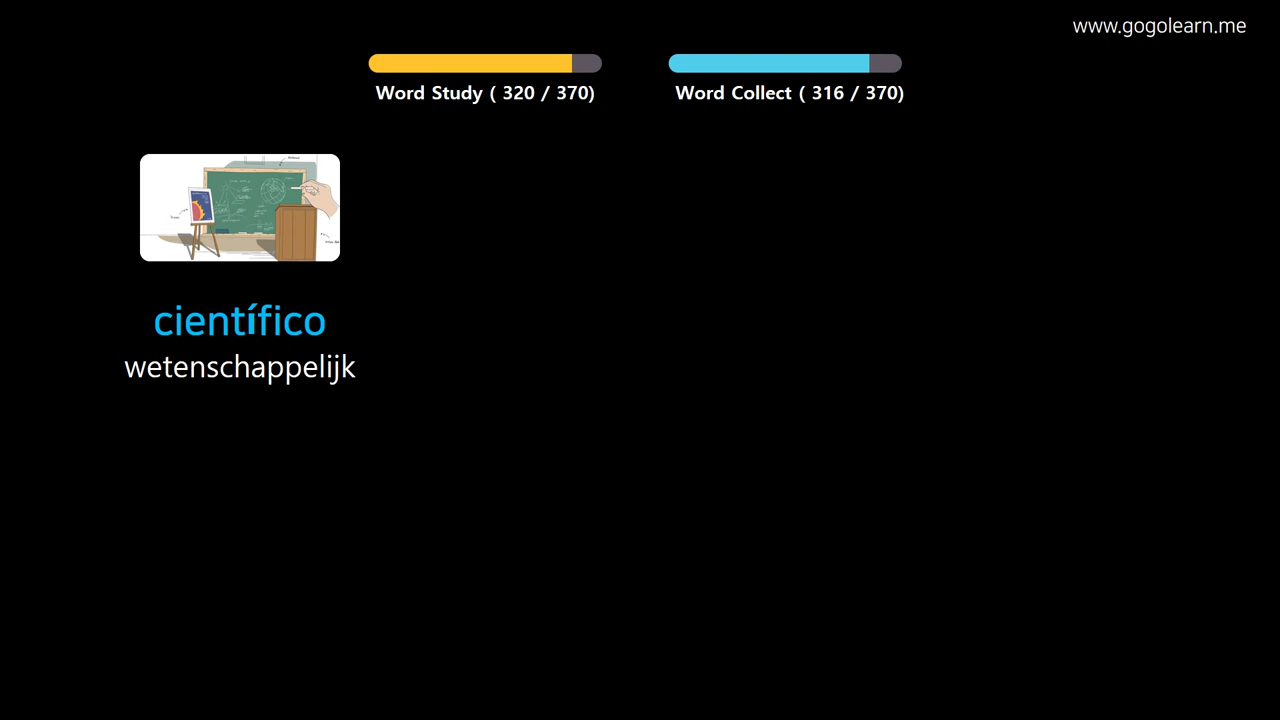 www.gogolearn.me
Word Study ( 320 / 370)
Word Collect ( 316 / 370)
científico
wetenschappelijk